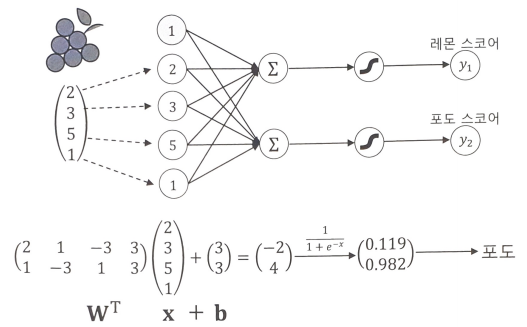 1
레몬 스코어
2 Σ y₁
(2 3 5 1)
3
포도 스코어
5 Σ y₂
1
(2 1 -3 3
1 -3 1 3) (2 3 5 1) + (3 3) = (-2 4) 1/(1 + e^-x) (0.119 0.982) 포도
W^T x + b